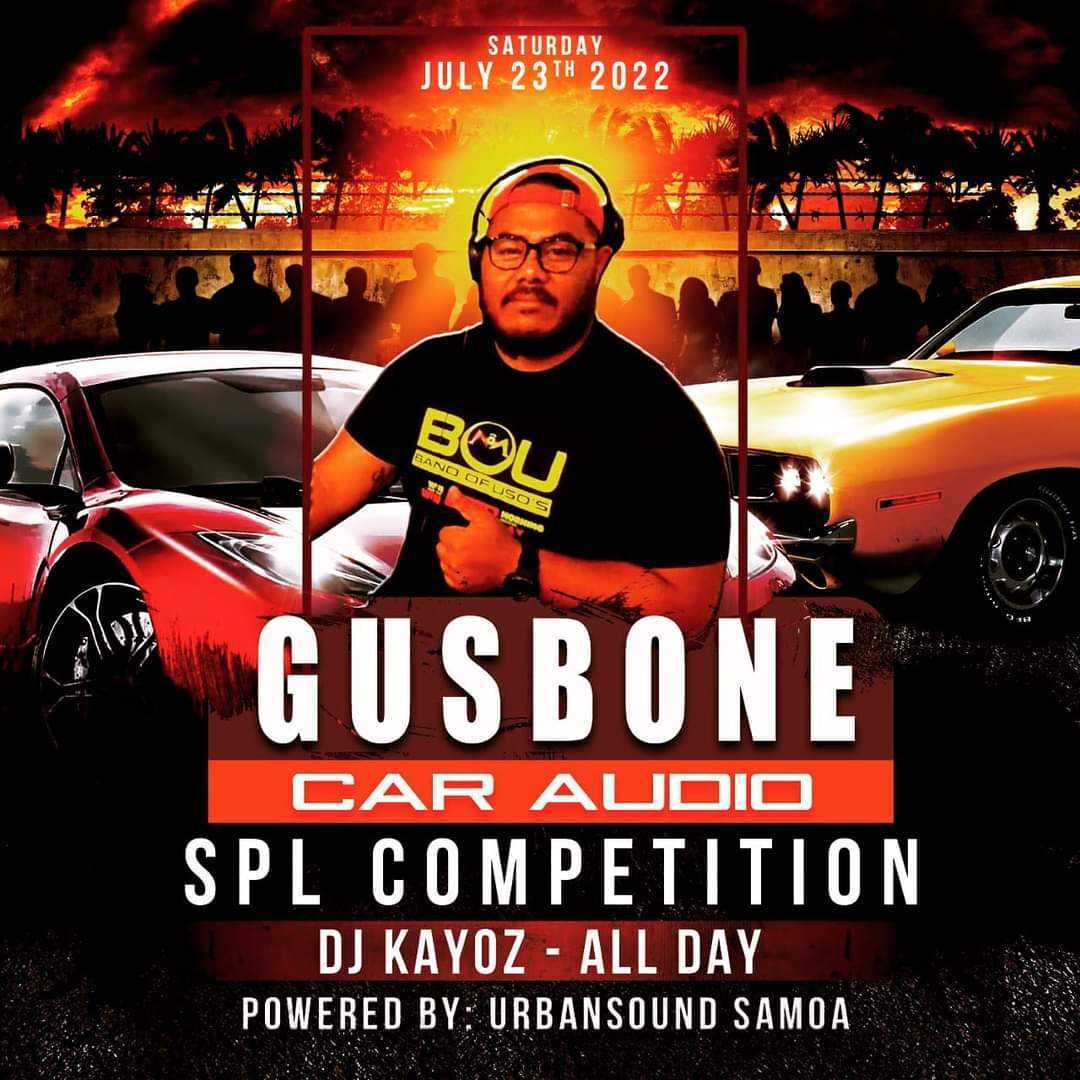 SATURDAY
JULY 23TH 2022
BOU
BAND OF USO'S
GUSBONE
CAR AUDIO
SPL COMPETITION
DJ KAYOZ - ALL DAY
POWERED BY: URBANSOUND SAMOA